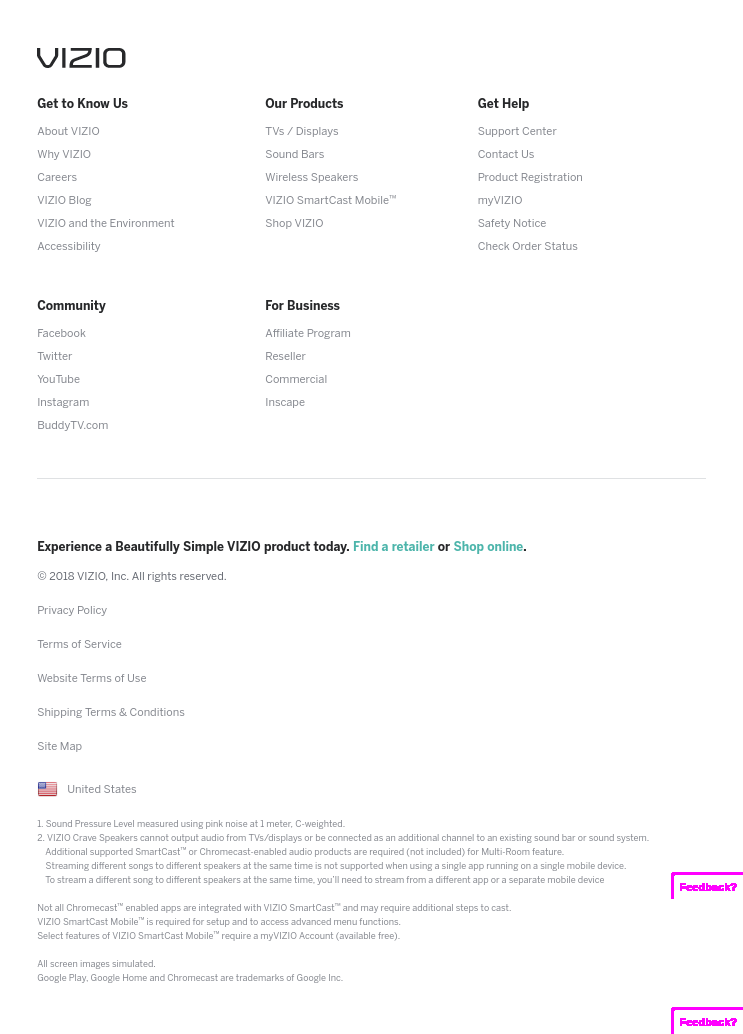 VIZIO
Get to Know Us
About VIZIO
Why VIZIO
Careers
VIZIO Blog
VIZIO and the Environment
Accessibility
Our Products
TVs / Displays
Sound Bars
Wireless Speakers
VIZIO SmartCast Mobile™
Shop VIZIO
Get Help
Support Center
Contact Us
Product Registration
myVIZIO
Safety Notice
Check Order Status
Community
Facebook
Twitter
YouTube
Instagram
BuddyTV.com
For Business
Affiliate Program
Reseller
Commercial
Inscape
Experience a Beautifully Simple VIZIO product today. Find a retailer or Shop online.
© 2018 VIZIO, Inc. All rights reserved.
Privacy Policy
Terms of Service
Website Terms of Use
Shipping Terms & Conditions
Site Map
United States
1. Sound Pressure Level measured using pink noise at 1 meter, C-weighted.
2. VIZIO Crave Speakers cannot output audio from TVs/displays or be connected as an additional channel to an existing sound bar or sound system.
Additional supported SmartCast™ or Chromecast-enabled audio products are required (not included) for Multi-Room feature.
Streaming different songs to different speakers at the same time is not supported when using a single app running on a single mobile device.
To stream a different song to different speakers at the same time, you'll need to stream from a different app or a separate mobile device
Feedback?
Not all Chromecast™ enabled apps are integrated with VIZIO SmartCast™ and may require additional steps to cast.
VIZIO SmartCast Mobile™ is required for setup and to access advanced menu functions.
Select features of VIZIO SmartCast Mobile™ require a myVIZIO Account (available free).
All screen images simulated.
Google Play, Google Home and Chromecast are trademarks of Google Inc.
Feedback?